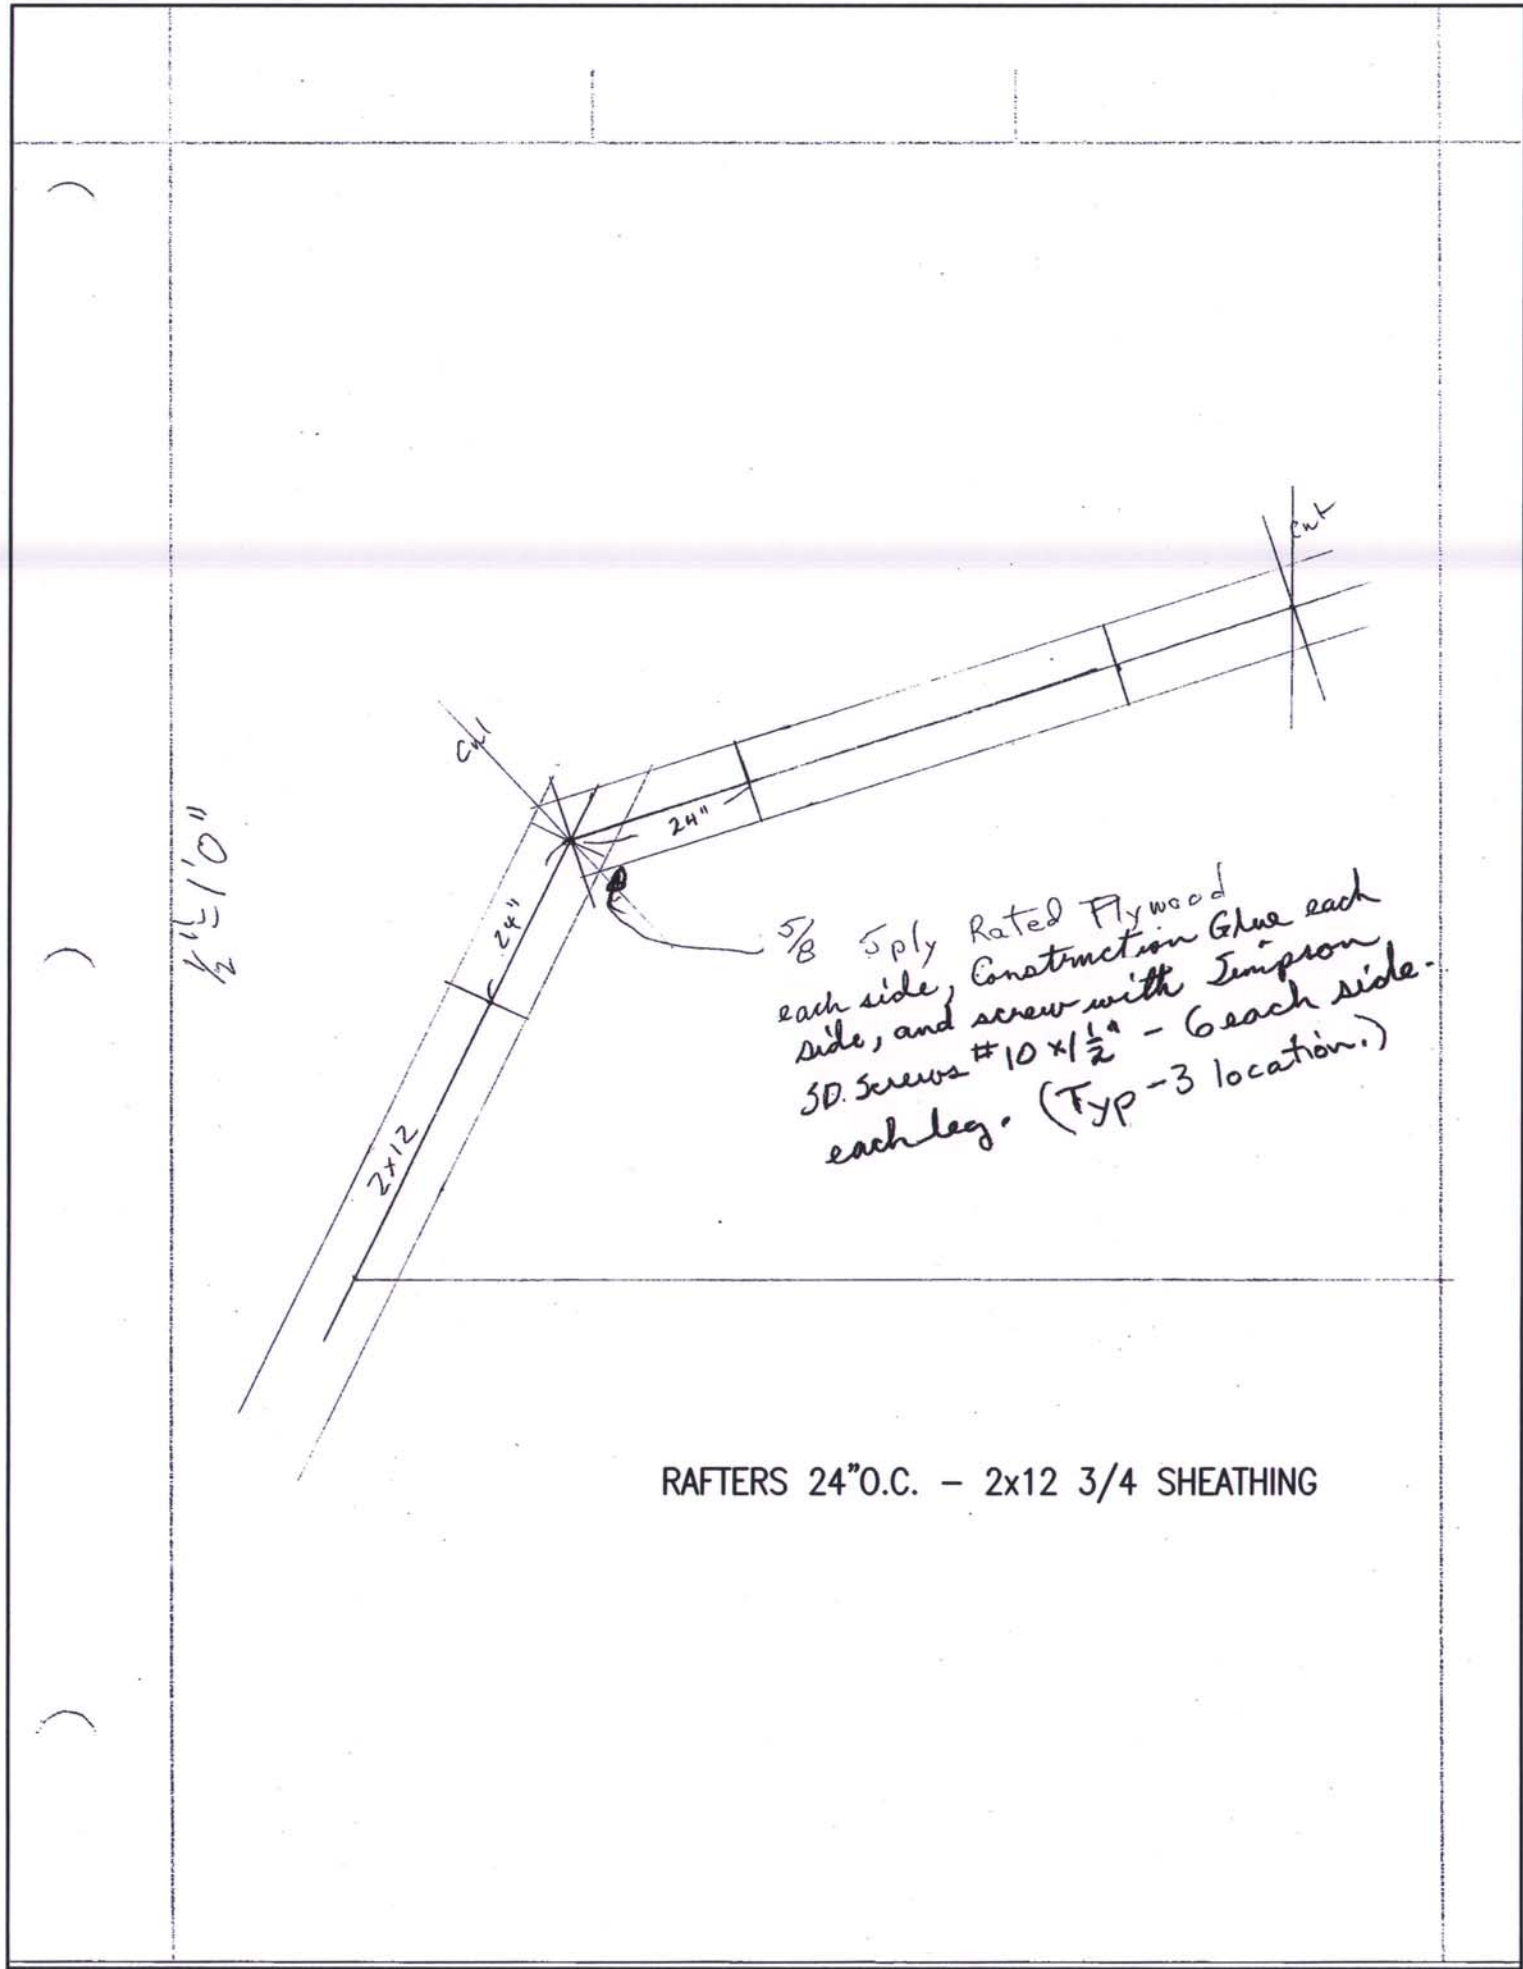 Cut
Cut
24"
24"
2x12
1/2"=1'0"
5/8 5ply Rated Plywood
each side, Construction Glue each
side, and screw with Simpson
SD. Screws #10 x 1 1/2" - 6 each side -
each leg. (Typ - 3 location.)
RAFTERS 24"O.C. - 2x12 3/4 SHEATHING